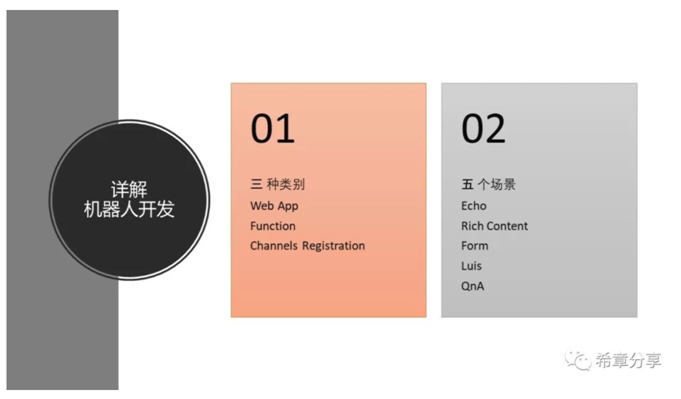 详解
机器人开发
01
三 种类别
Web App
Function
Channels Registration
02
五 个场景
Echo
Rich Content
Form
Luis
QnA
希章分享